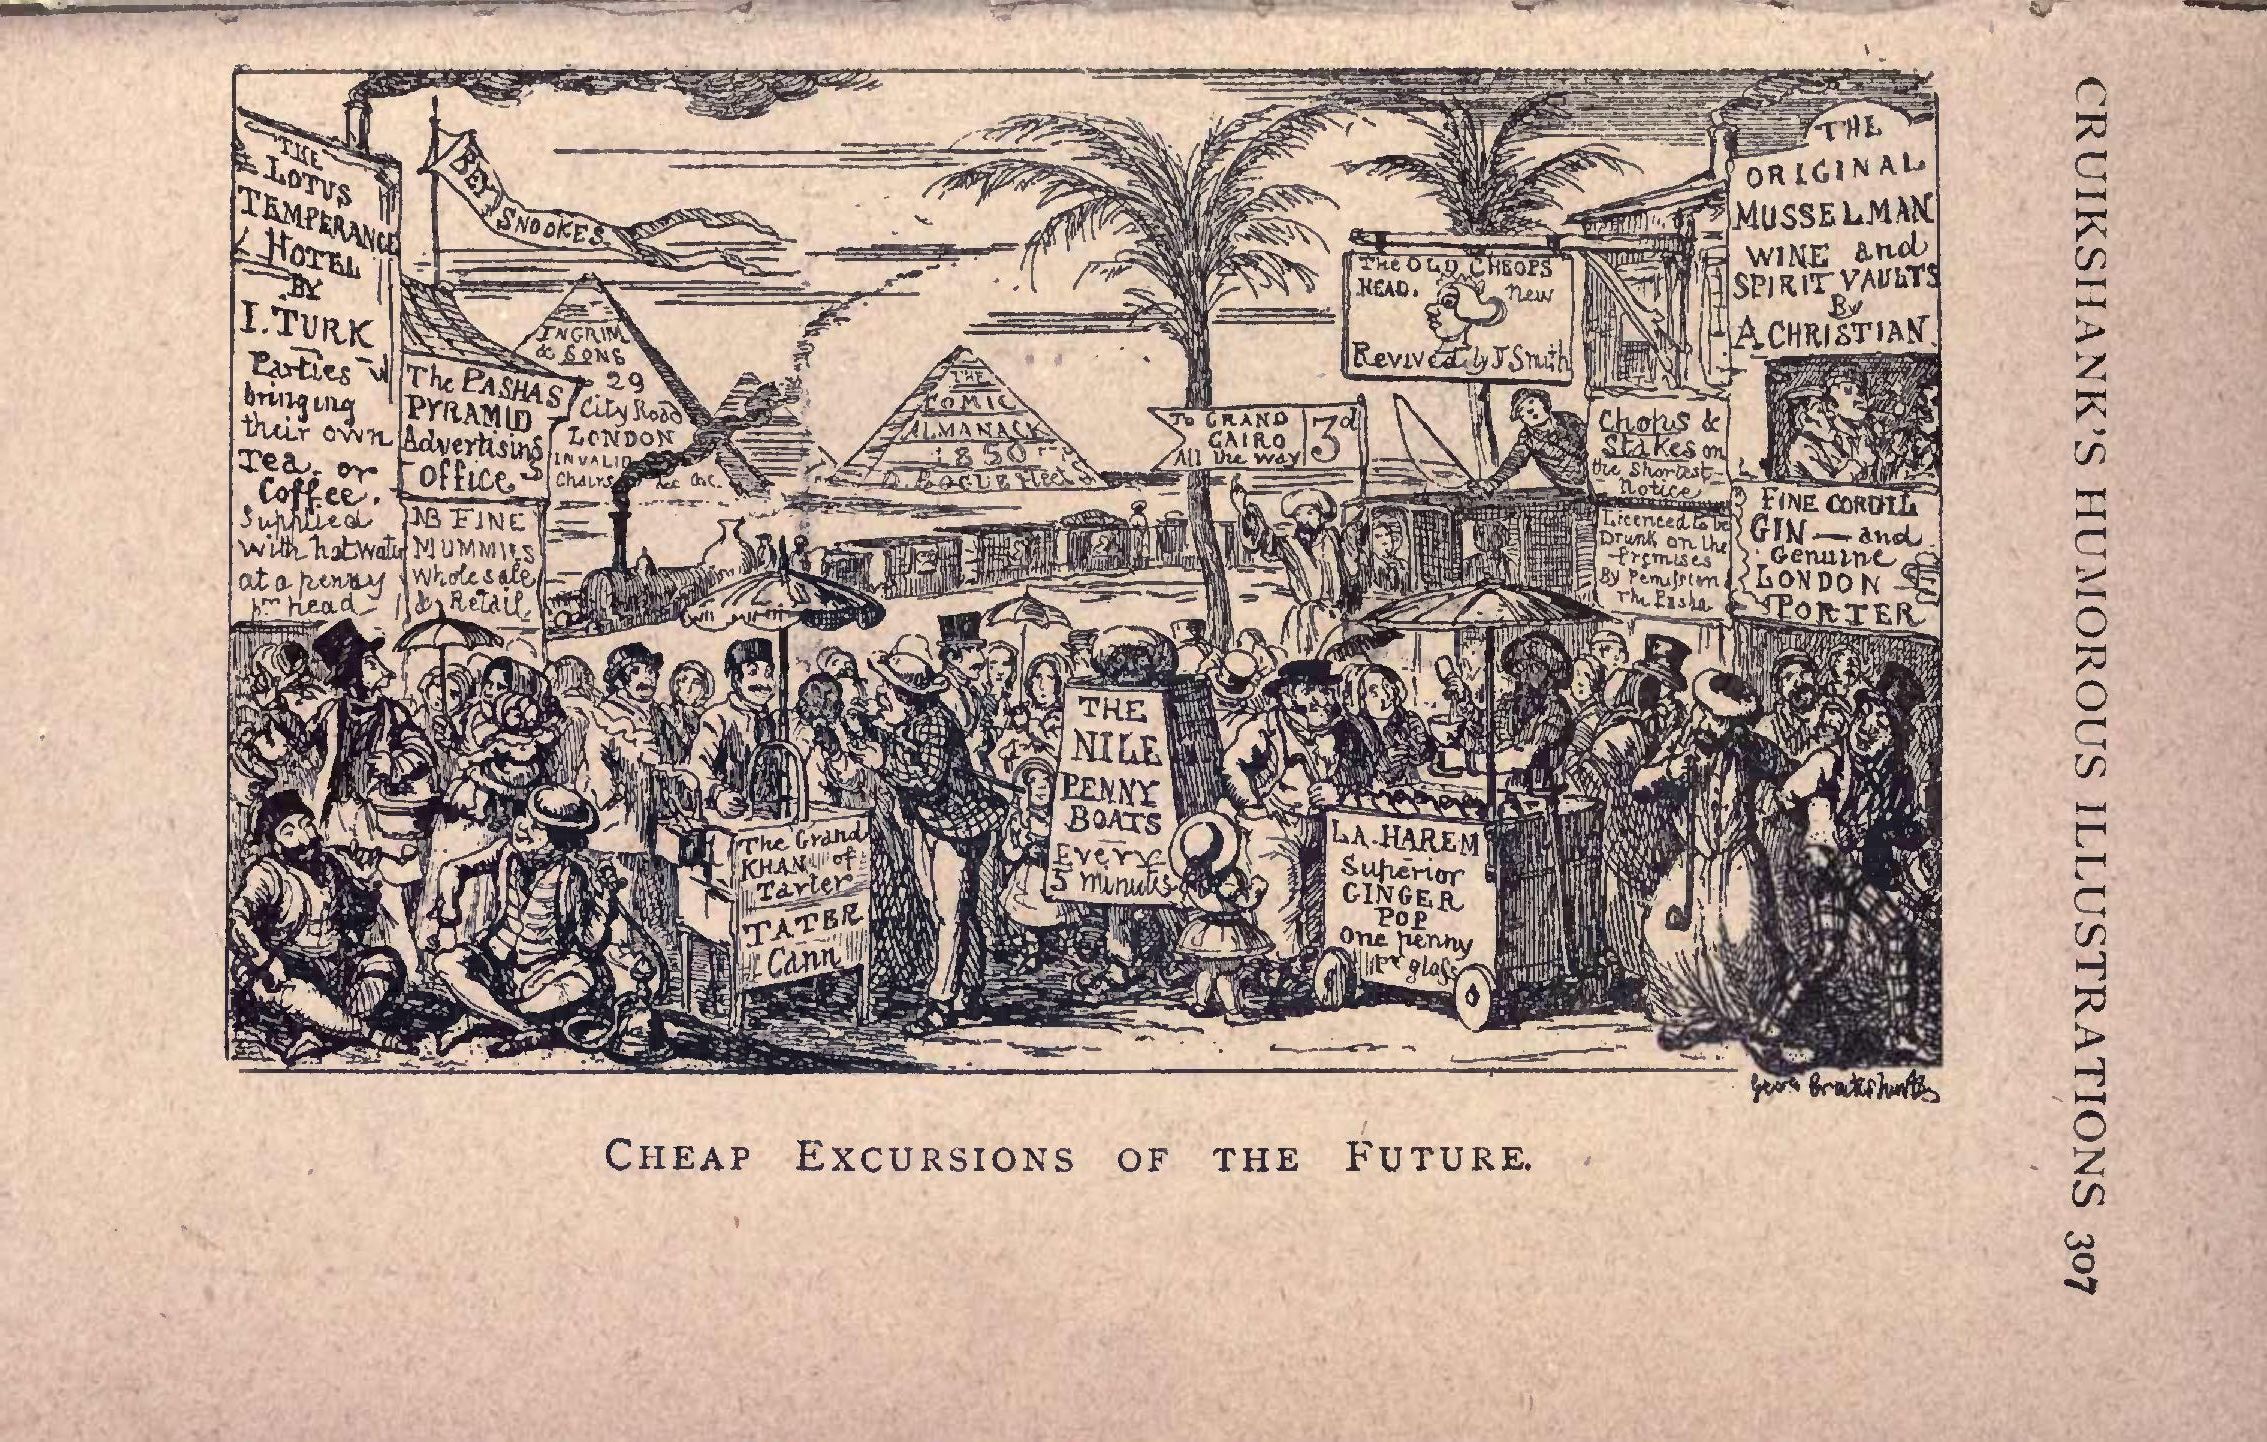 THE
LOTUS
TEMPERANCE
HOTEL
BY
I. TURK
Parties
bringing
their own
Tea. or
Coffee.
Supplied
with hot water
at a penny
pr head
BEY SNOOKES
The PASHAS
PYRAMID
Advertising
Office
NB FINE
MUMMIES
Wholesale
& Retail
INGRIM
& SONS
29
City Road
LONDON
INVALID
Chairs &c &c.
THE
COMIC
ALMANACK
1850
D. BOGUE Fleet St
TO GRAND
CAIRO
All the way
3d
The OLD CHEOPS
HEAD. New
Revived by J Smith
THE
ORIGINAL
MUSSELMAN
WINE and
SPIRIT VAULTS
By
A CHRISTIAN.
Chops &
Stakes on
the Shortest
notice
Licenced to be
Drunk on the
Premises
By Permission
The Pasha
FINE CORDIL
GIN — and
Genuine
LONDON
PORTER
The Grand
KHAN of
Tarter
TATER
Cann
THE
NILE
PENNY
BOATS
Every
5 minutes
LA. HAREM
Superior
GINGER
POP
One penny
pr glass
CHEAP EXCURSIONS OF THE FUTURE.
CRUIKSHANK'S HUMOROUS ILLUSTRATIONS 307